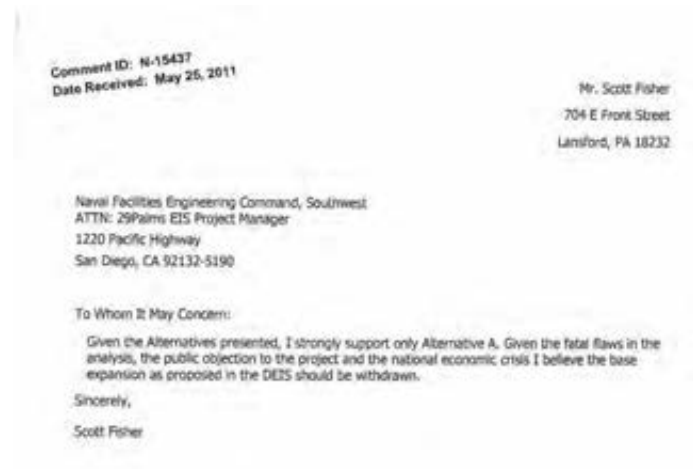 Comment ID: N-15437
Date Received: May 25, 2011
Mr. Scott Fisher
704 E Front Street
Lansford, PA 18232
Naval Facilities Engineering Command, Southwest
ATTN: 29Palms EIS Project Manager
1220 Pacific Highway
San Diego, CA 92132-5190
To Whom It May Concern:
Given the Alternatives presented, I strongly support only Alternative A. Given the fatal flaws in the
analysis, the public objection to the project and the national economic crisis I believe the base
expansion as proposed in the DEIS should be withdrawn.
Sincerely,
Scott Fisher